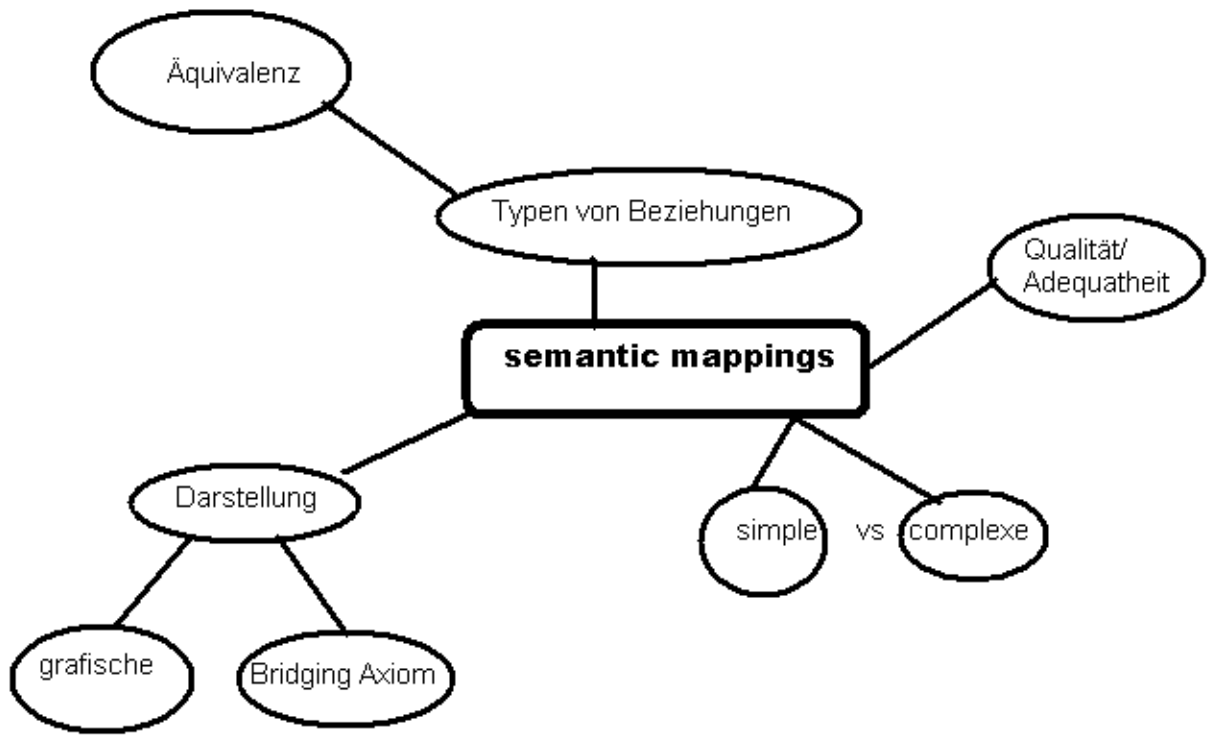 Äquivalenz
Typen von Beziehungen
Qualität/
Adequatheit
semantic mappings
Darstellung
simple vs complexe
grafische
Bridging Axiom